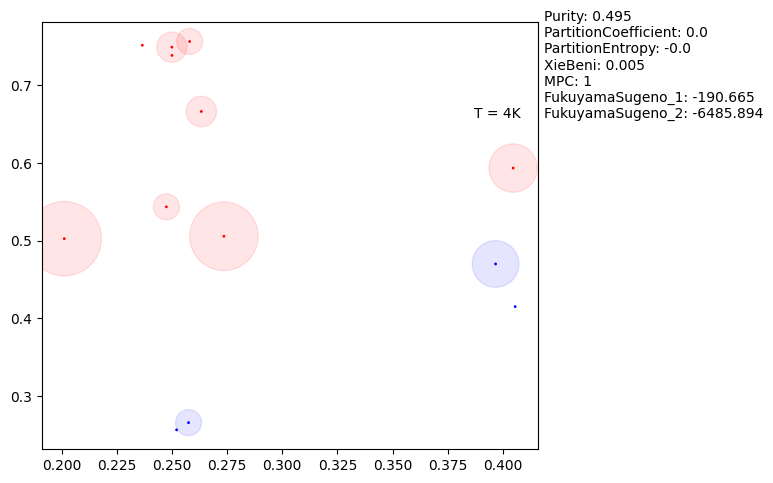 Purity: 0.495
PartitionCoefficient: 0.0
PartitionEntropy: -0.0
XieBeni: 0.005
MPC: 1
FukuyamaSugeno_1: -190.665
FukuyamaSugeno_2: -6485.894
T = 4K
0.7
0.6
0.5
0.4
0.3
0.200 0.225 0.250 0.275 0.300 0.325 0.350 0.375 0.400